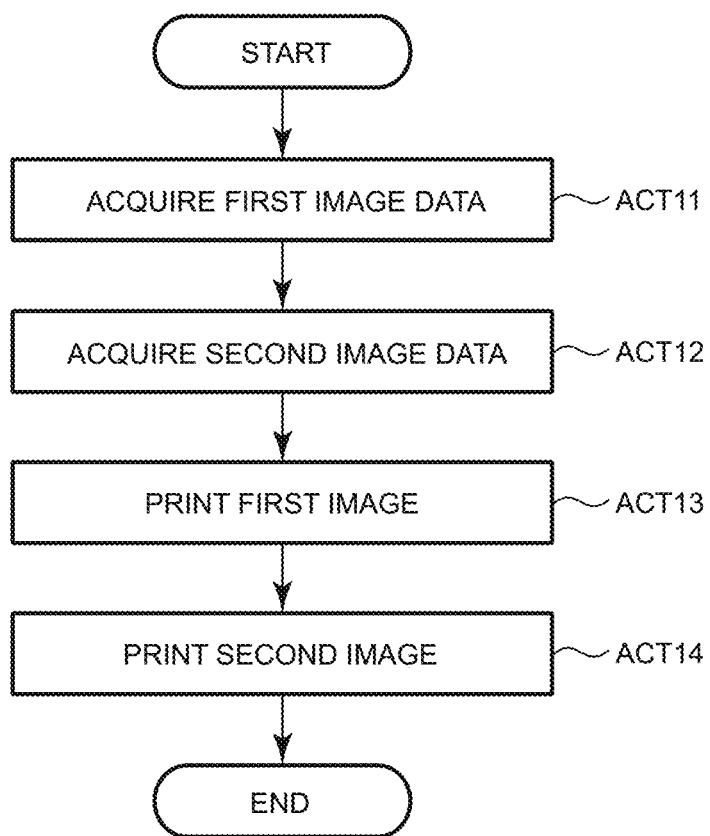 START
ACQUIRE FIRST IMAGE DATA ACT11
ACQUIRE SECOND IMAGE DATA ACT12
PRINT FIRST IMAGE ACT13
PRINT SECOND IMAGE ACT14
END